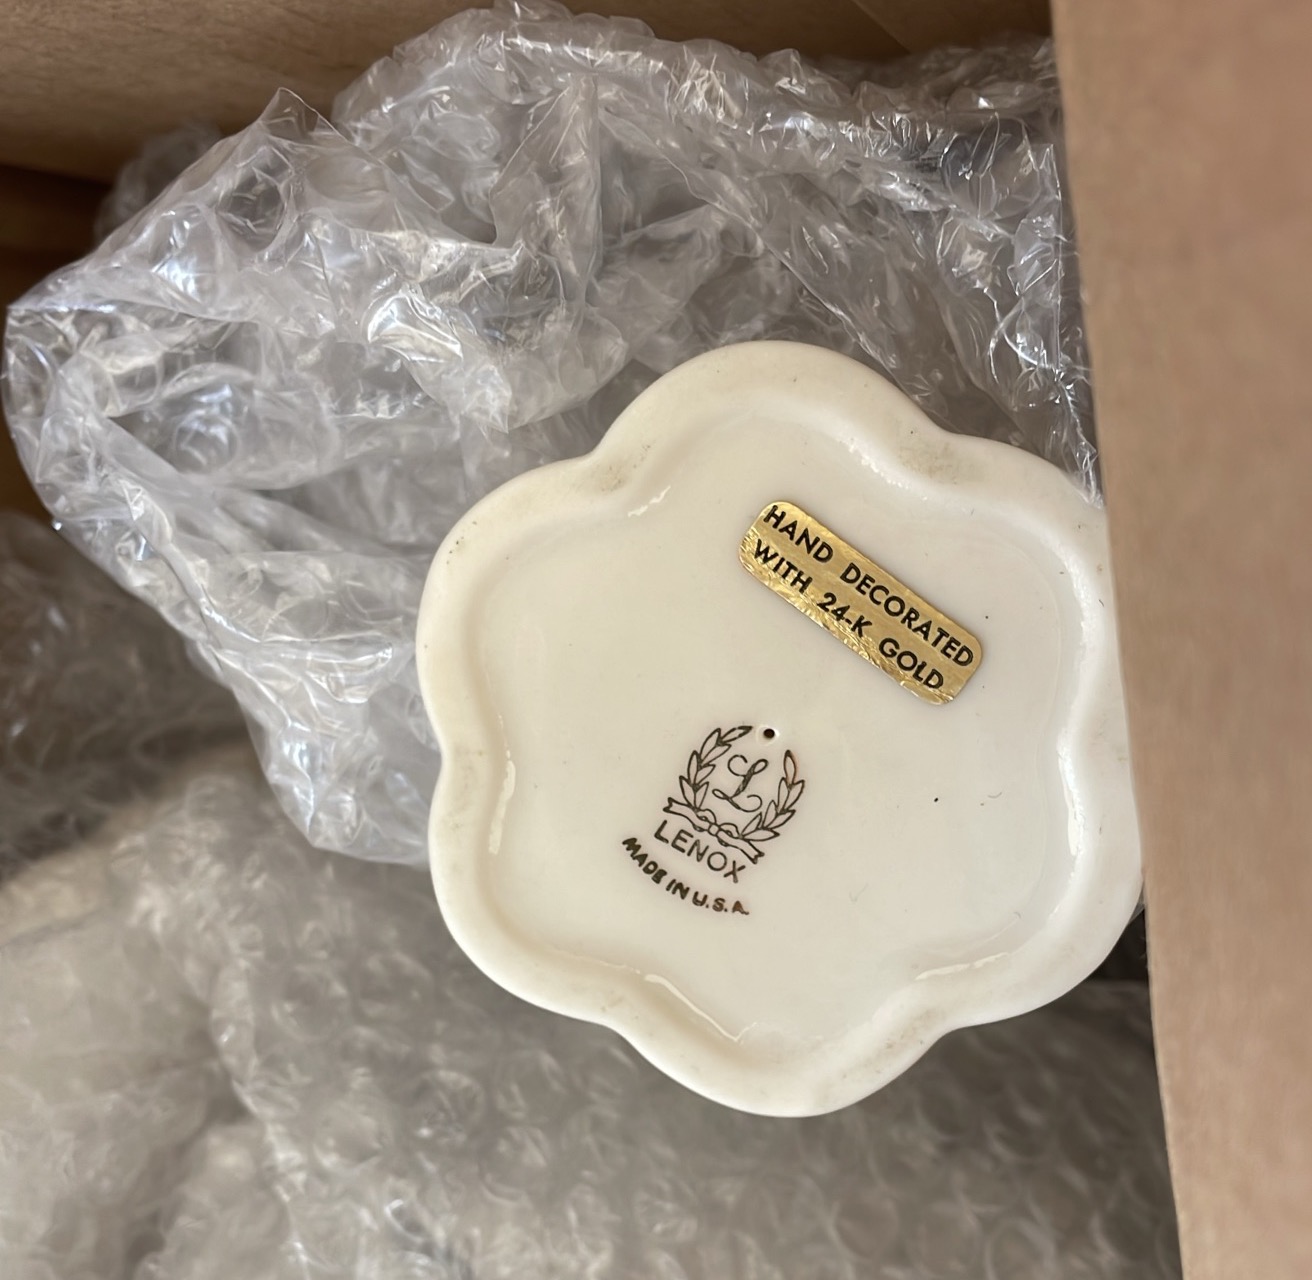 HAND DECORATED
WITH 24-K GOLD
L
LENOX
MADE IN U.S.A.